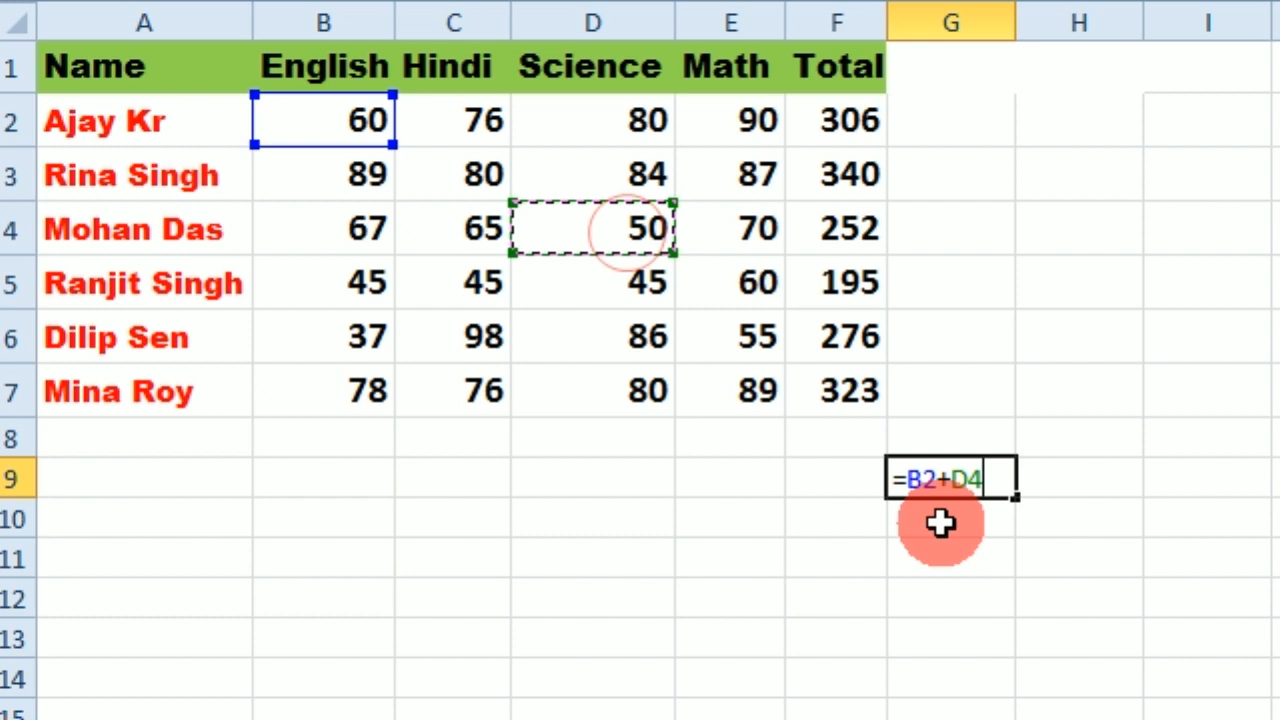 A B C D E F G H I
1 Name English Hindi Science Math Total
2 Ajay Kr 60 76 80 90 306
3 Rina Singh 89 80 84 87 340
4 Mohan Das 67 65 50 70 252
5 Ranjit Singh 45 45 45 60 195
6 Dilip Sen 37 98 86 55 276
7 Mina Roy 78 76 80 89 323
8
9 =B2+D4
10
11
12
13
14
15